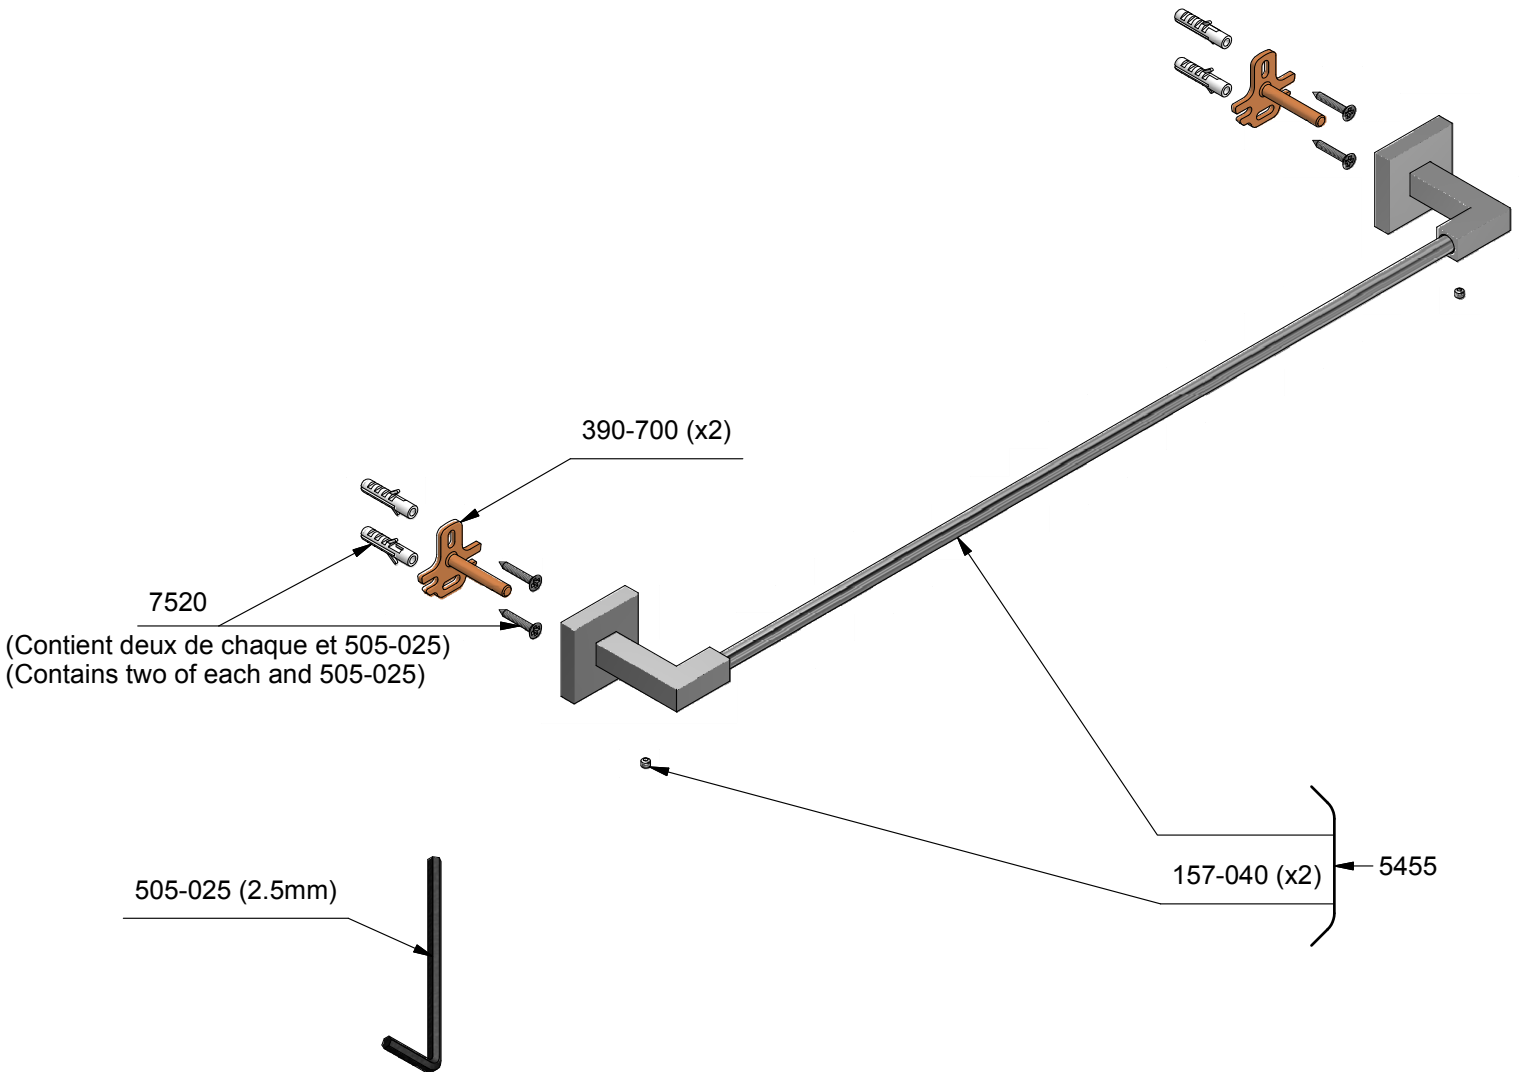 390-700 (x2)
7520
(Contient deux de chaque et 505-025)
(Contains two of each and 505-025)
157-040 (x2)
5455
505-025 (2.5mm)